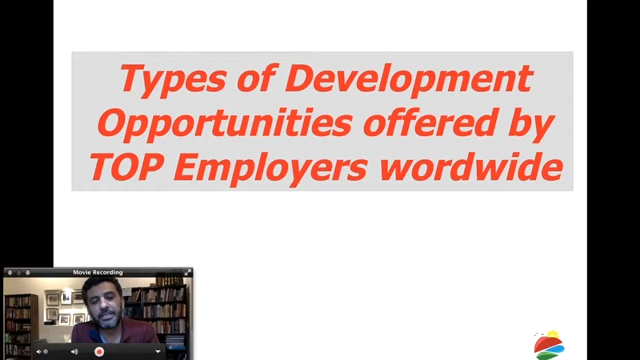 Types of Development
Opportunities offered by
TOP Employers wordwide
Movie Recording